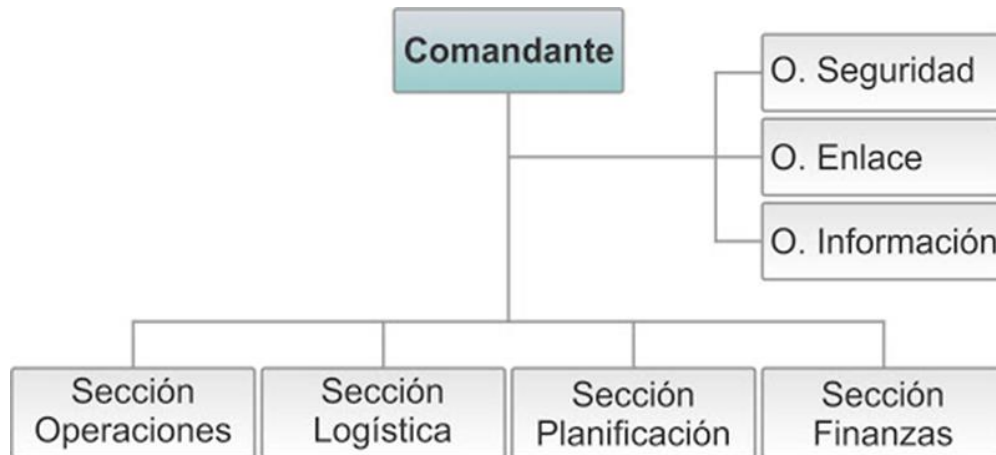 Comandante
O. Seguridad
O. Enlace
O. Información
Sección
Operaciones
Sección
Logística
Sección
Planificación
Sección
Finanzas